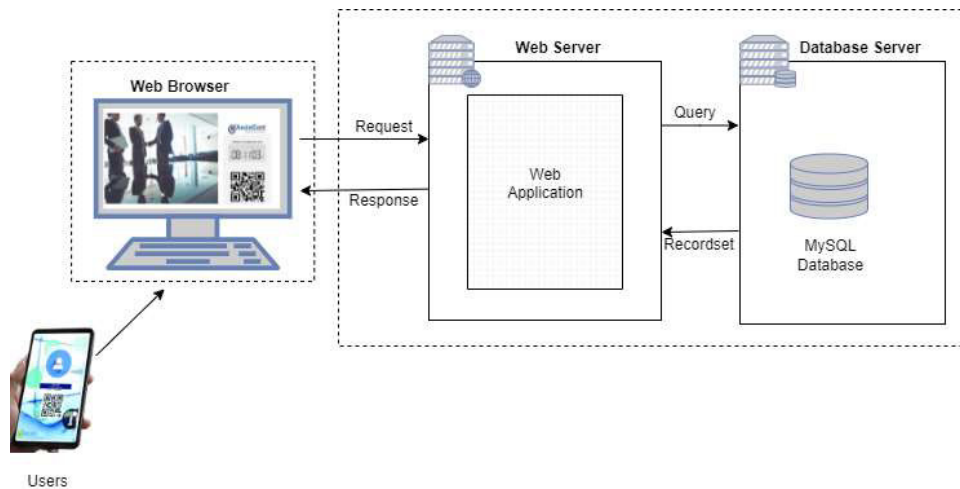 Web Server
Database Server
Web Browser
Request
Response
Web
Application
Query
Recordset
MySQL
Database
Users